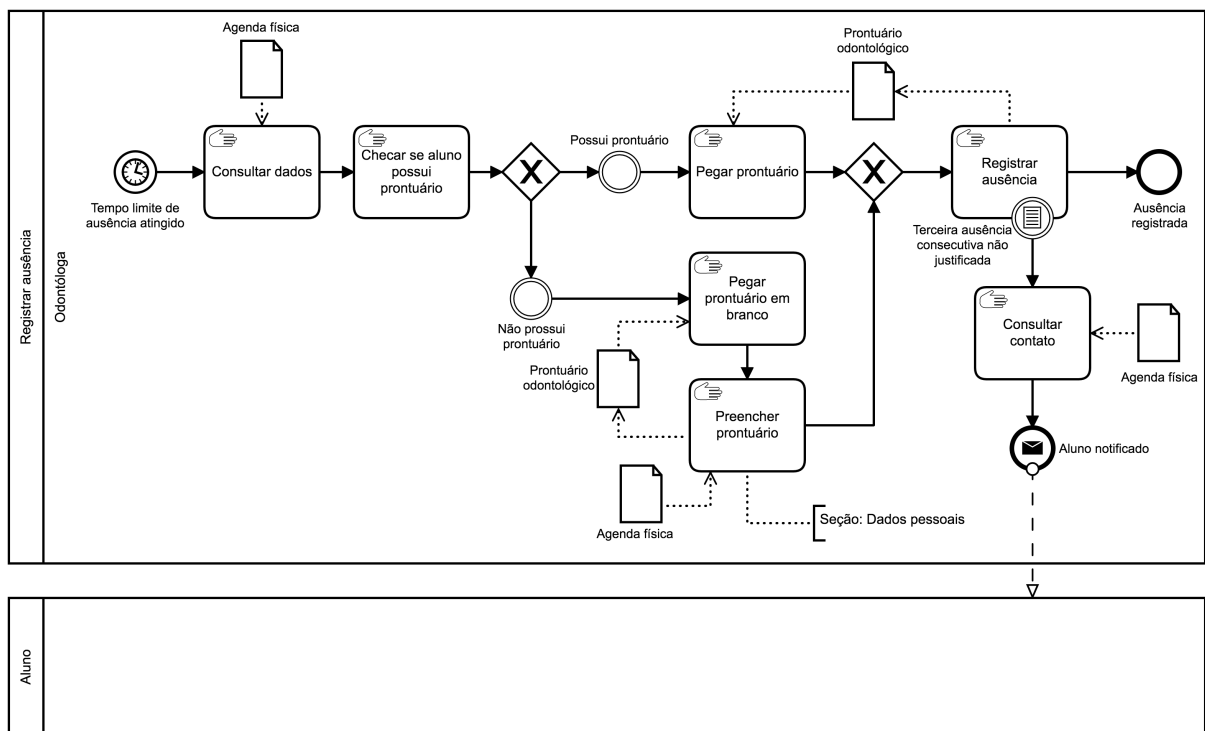 Agenda física
Prontuário
odontológico
Possui prontuário
Consultar dados
Checar se aluno
possui
prontuário
Pegar prontuário
Registrar
ausência
Tempo limite de
ausência atingido
Ausência
registrada
Terceira ausência
consecutiva não
justificada
Registrar ausência
Odontóloga
Pegar
prontuário em
branco
Não prossui
prontuário
Consultar
contato
Agenda física
Prontuário
odontológico
Preencher
prontuário
Aluno notificado
Agenda física
Seção: Dados pessoais
Aluno